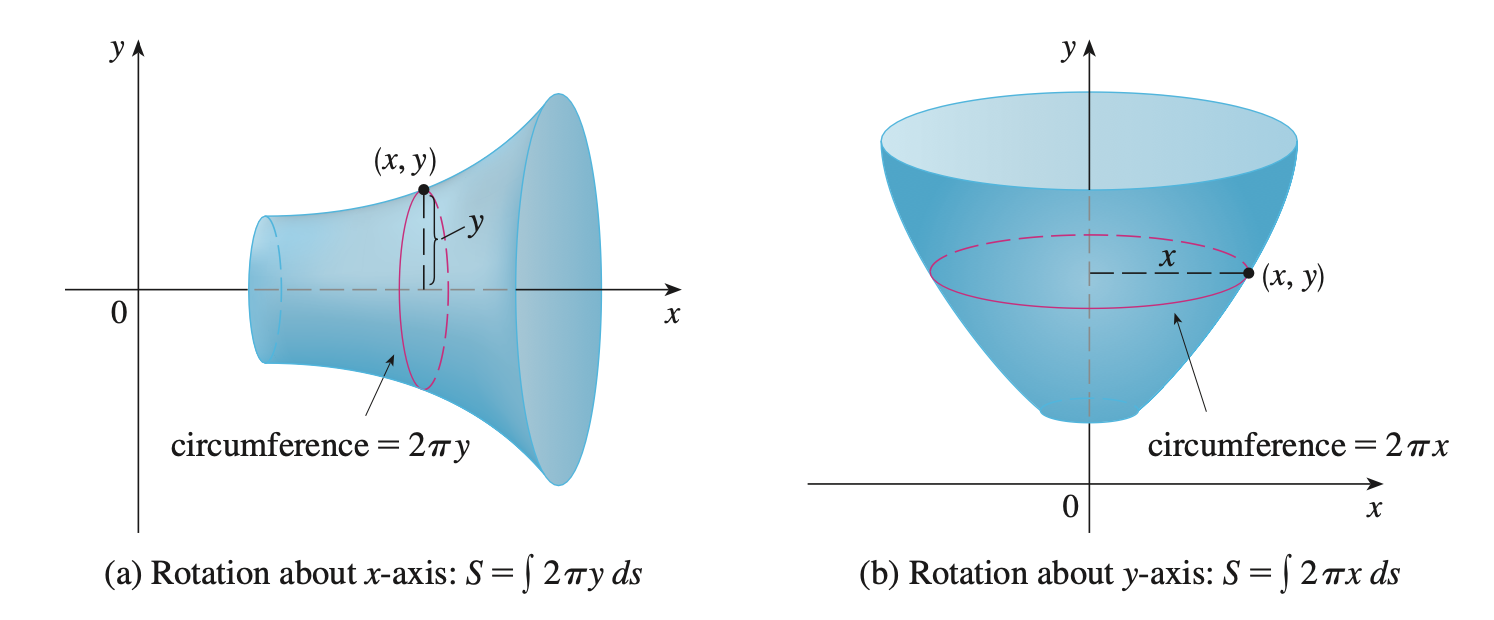 y
(x, y)
y
0
x
circumference = 2πy
(a) Rotation about x-axis: S = ∫ 2πy ds
y
x
(x, y)
circumference = 2πx
0
x
(b) Rotation about y-axis: S = ∫ 2πx ds